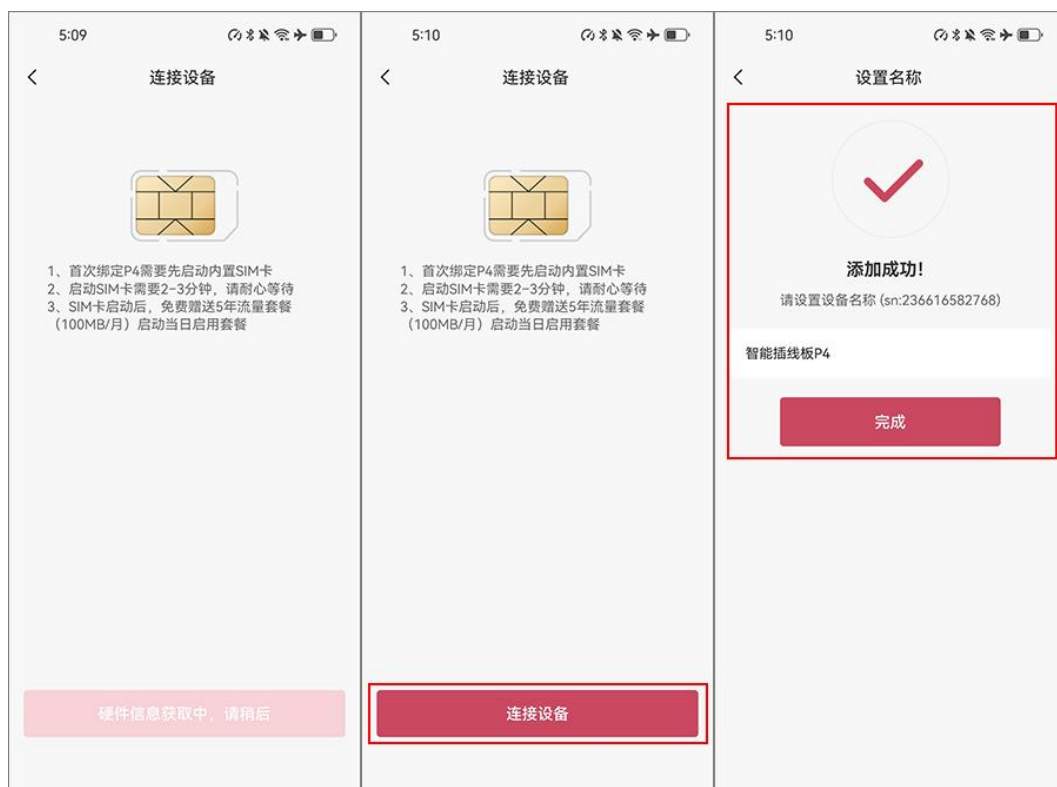 5:09
连接设备
1、首次绑定P4需要先启动内置SIM卡
2、启动SIM卡需要2-3分钟，请耐心等待
3、SIM卡启动后，免费赠送5年流量套餐
（100MB/月）启动当日启用套餐
硬件信息获取中，请稍后
5:10
连接设备
1、首次绑定P4需要先启动内置SIM卡
2、启动SIM卡需要2-3分钟，请耐心等待
3、SIM卡启动后，免费赠送5年流量套餐
（100MB/月）启动当日启用套餐
连接设备
5:10
设置名称
添加成功!
请设置设备名称 (sn:236616582768)
智能插线板P4
完成